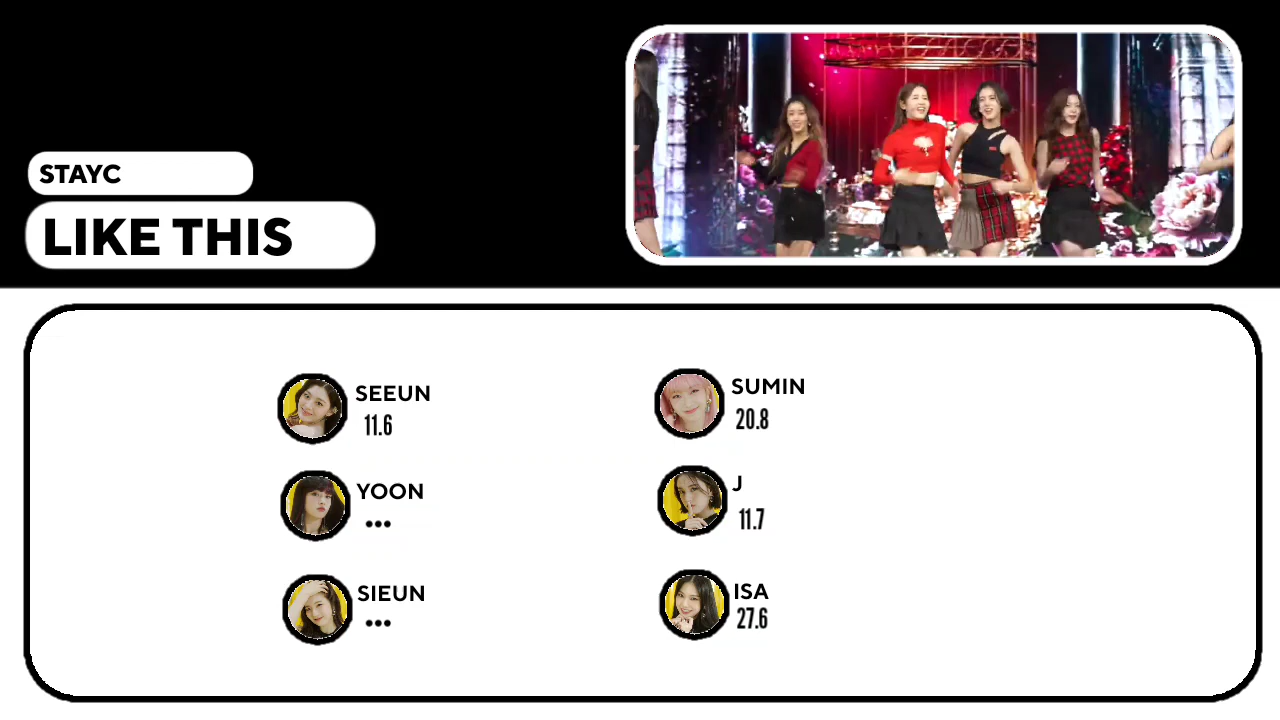 STAYC
LIKE THIS
SEEUN
11.6
YOON
•••
SIEUN
•••
SUMIN
20.8
J
11.7
ISA
27.6